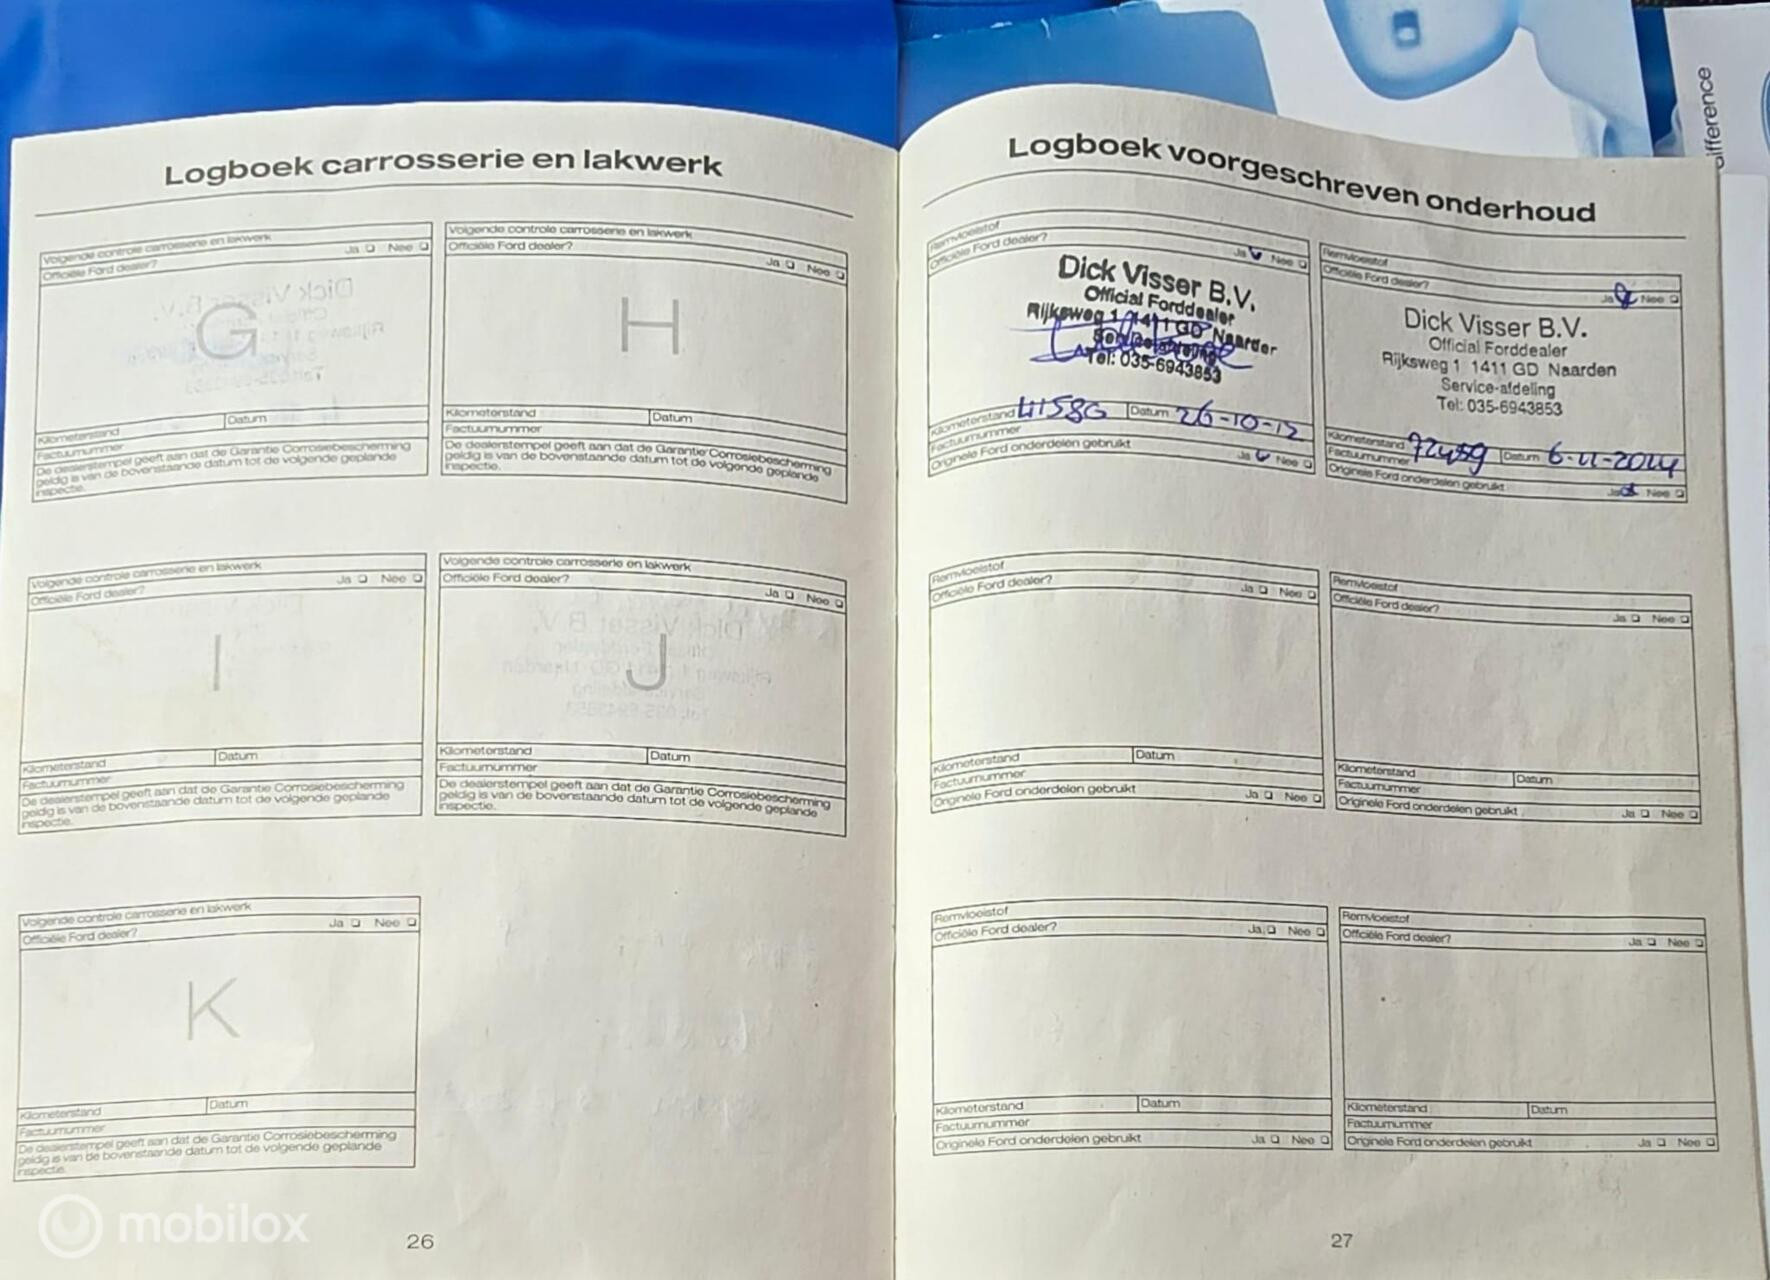 ifference
Logboek carrosserie en lakwerk
Volgende controle carrosserie en lakwerk
Officiële Ford dealer? Ja Nee
G
Kilometerstand Datum
Factuurnummer
De dealerstempel geeft aan dat de Garantie Corrosiebescherming
geldig is van de bovenstaande datum tot de volgende geplande
inspectie.
Volgende controle carrosserie en lakwerk
Officiële Ford dealer? Ja Nee
H
Kilometerstand Datum
Factuurnummer
De dealerstempel geeft aan dat de Garantie Corrosiebescherming
geldig is van de bovenstaande datum tot de volgende geplande
inspectie.
Volgende controle carrosserie en lakwerk
Officiële Ford dealer? Ja Nee
I
Kilometerstand Datum
Factuurnummer
De dealerstempel geeft aan dat de Garantie Corrosiebescherming
geldig is van de bovenstaande datum tot de volgende geplande
inspectie.
Volgende controle carrosserie en lakwerk
Officiële Ford dealer? Ja Nee
J
Kilometerstand Datum
Factuurnummer
De dealerstempel geeft aan dat de Garantie Corrosiebescherming
geldig is van de bovenstaande datum tot de volgende geplande
inspectie.
Volgende controle carrosserie en lakwerk
Officiële Ford dealer? Ja Nee
K
Kilometerstand Datum
Factuurnummer
De dealerstempel geeft aan dat de Garantie Corrosiebescherming
geldig is van de bovenstaande datum tot de volgende geplande
inspectie.
26
mobilox
Logboek voorgeschreven onderhoud
Remvloeistof
Officiële Ford dealer? Ja Nee
Dick Visser B.V.
Official Forddealer
Rijksweg 1 1411 GD Naarden
Service-afdeling
Tel: 035-6943853
Kilometerstand 41586 Datum 26-10-12
Factuurnummer
Originele Ford onderdelen gebruikt Ja Nee
Remvloeistof
Officiële Ford dealer? Ja Nee
Dick Visser B.V.
Official Forddealer
Rijksweg 1 1411 GD Naarden
Service-afdeling
Tel: 035-6943853
Kilometerstand 72459 Datum
Factuurnummer
Originele Ford onderdelen gebruikt Ja Nee
Remvloeistof
Officiële Ford dealer? Ja Nee
Kilometerstand Datum
Factuurnummer
Originele Ford onderdelen gebruikt Ja Nee
Remvloeistof
Officiële Ford dealer? Ja Nee
Kilometerstand Datum
Factuurnummer
Originele Ford onderdelen gebruikt Ja Nee
Remvloeistof
Officiële Ford dealer? Ja Nee
Kilometerstand Datum
Factuurnummer
Originele Ford onderdelen gebruikt Ja Nee
Remvloeistof
Officiële Ford dealer? Ja Nee
Kilometerstand Datum
Factuurnummer
Originele Ford onderdelen gebruikt Ja Nee
27